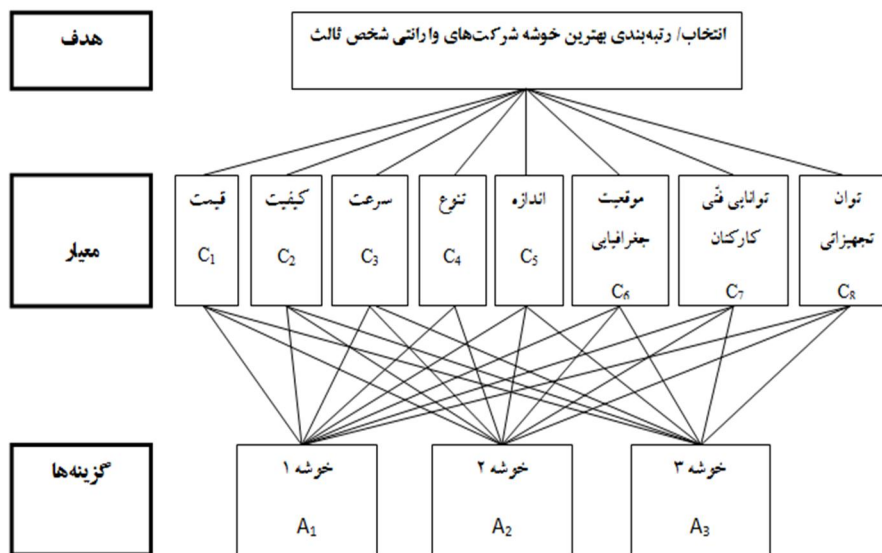 هدف
انتخاب/ رتبه‌بندی بهترین خوشه شرکت‌های وارانتی شخص ثالث
معیار
قیمت
C₁
کیفیت
C₂
سرعت
C₃
تنوع
C₄
اندازه
C₅
موقعیت
جغرافیایی
C₆
توانایی فنّی
کارکنان
C₇
توان
تجهیزاتی
C₈
گزینه‌ها
خوشه ۱
A₁
خوشه ۲
A₂
خوشه ۳
A₃